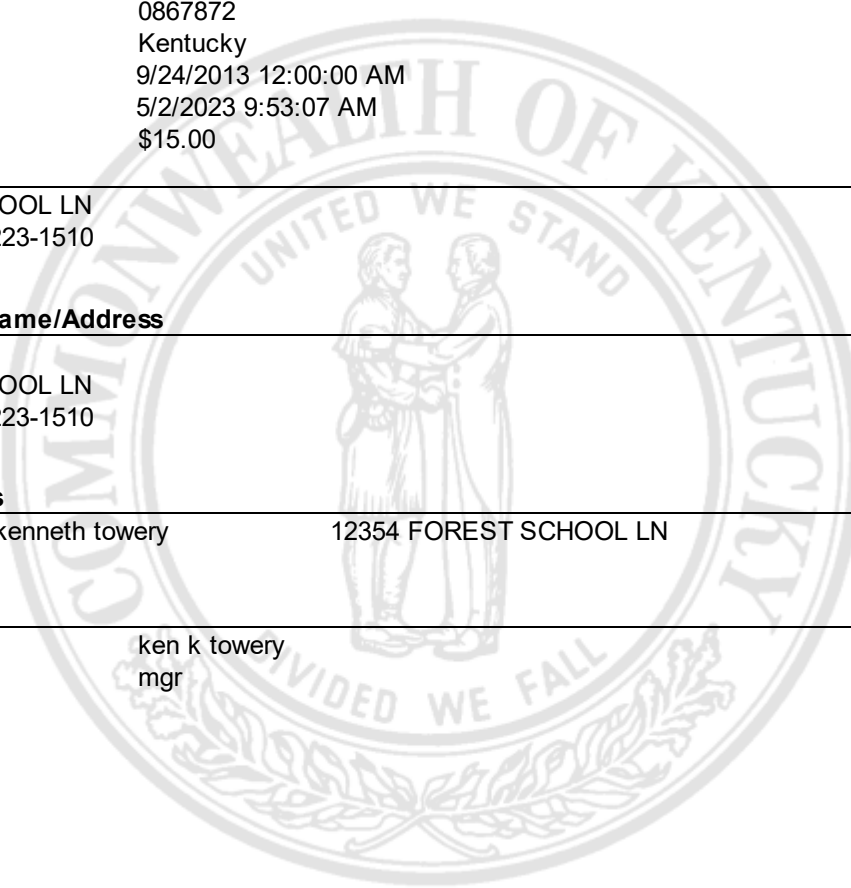 0867872
Kentucky
9/24/2013 12:00:00 AM
5/2/2023 9:53:07 AM
$15.00
OOL LN
223-1510
ame/Address
OOL LN
223-1510
s
kenneth towery 12354 FOREST SCHOOL LN
ken k towery
mgr
COMMONWEALTH OF KENTUCKY
UNITED WE STAND
DIVIDED WE FALL